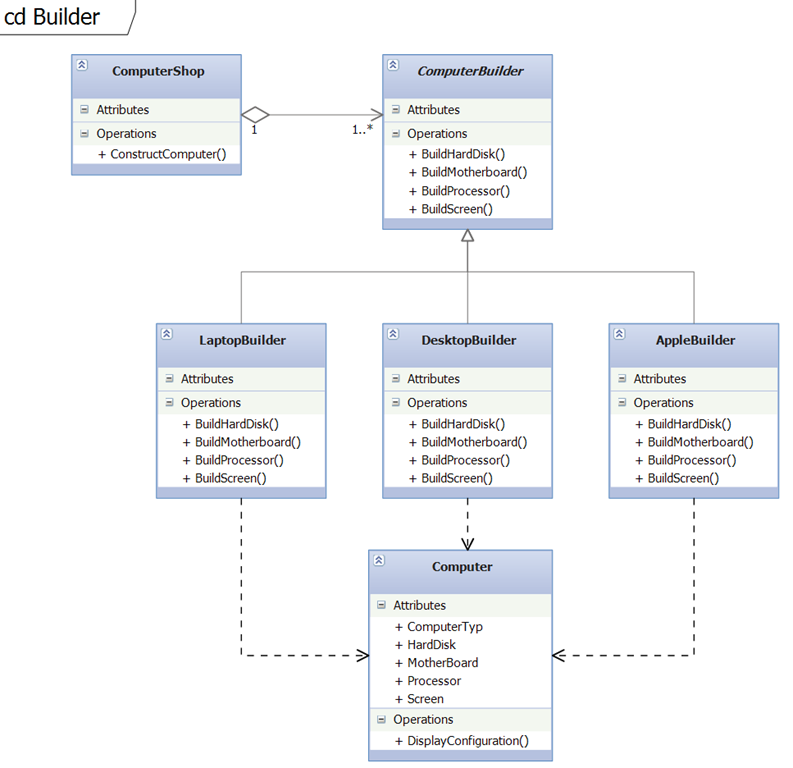 cd Builder
ComputerShop
Attributes
Operations
+ ConstructComputer()
1
1..*
ComputerBuilder
Attributes
Operations
+ BuildHardDisk()
+ BuildMotherboard()
+ BuildProcessor()
+ BuildScreen()
LaptopBuilder
Attributes
Operations
+ BuildHardDisk()
+ BuildMotherboard()
+ BuildProcessor()
+ BuildScreen()
DesktopBuilder
Attributes
Operations
+ BuildHardDisk()
+ BuildMotherboard()
+ BuildProcessor()
+ BuildScreen()
AppleBuilder
Attributes
Operations
+ BuildHardDisk()
+ BuildMotherboard()
+ BuildProcessor()
+ BuildScreen()
Computer
Attributes
+ ComputerTyp
+ HardDisk
+ MotherBoard
+ Processor
+ Screen
Operations
+ DisplayConfiguration()